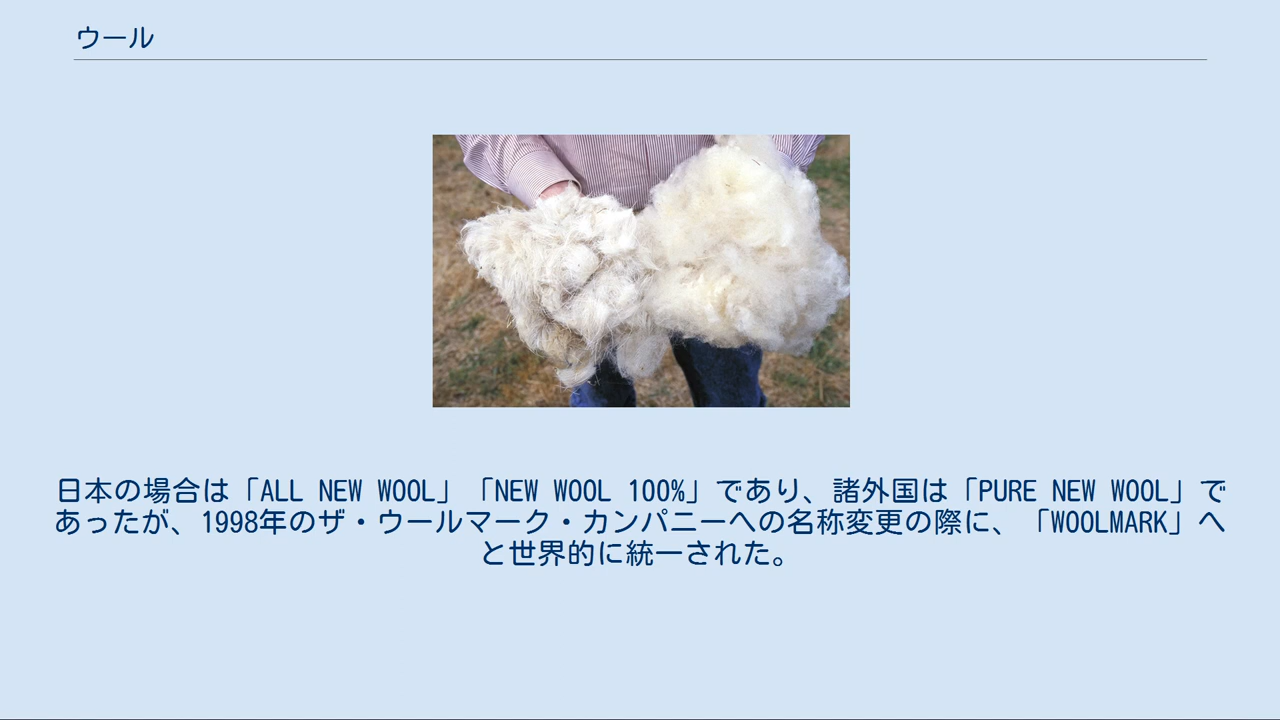 ウール
日本の場合は「ALL NEW WOOL」「NEW WOOL 100%」であり、諸外国は「PURE NEW WOOL」で
あったが、1998年のザ・ウールマーク・カンパニーへの名称変更の際に、「WOOLMARK」へ
と世界的に統一された。